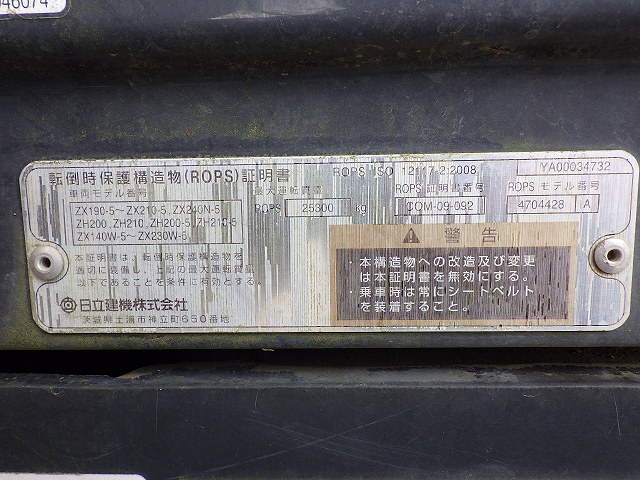 46074
転倒時保護構造物(ROPS)証明書
ROPS ISO 12117-2:2008
YA00034732
車両モデル番号
最大運転質量
ROPS 証明書番号
ROPS モデル番号
ZX190-5～ZX210-5, ZX240N-5
ZH200, ZH210, ZH200-5, ZH210-5
ZX140W-5～ZX230W-5
ROPS 25300 kg
COM-09-092
4704428 A
本証明書は、転倒時保護構造物を
適切に装備し、上記の最大運転質量
以下であることを条件に有効とする。
日立建機株式会社
茨城県土浦市神立町650番地
警告
・本構造物への改造及び変更
は本証明書を無効にする。
・乗車時は常にシートベルト
を装着すること。